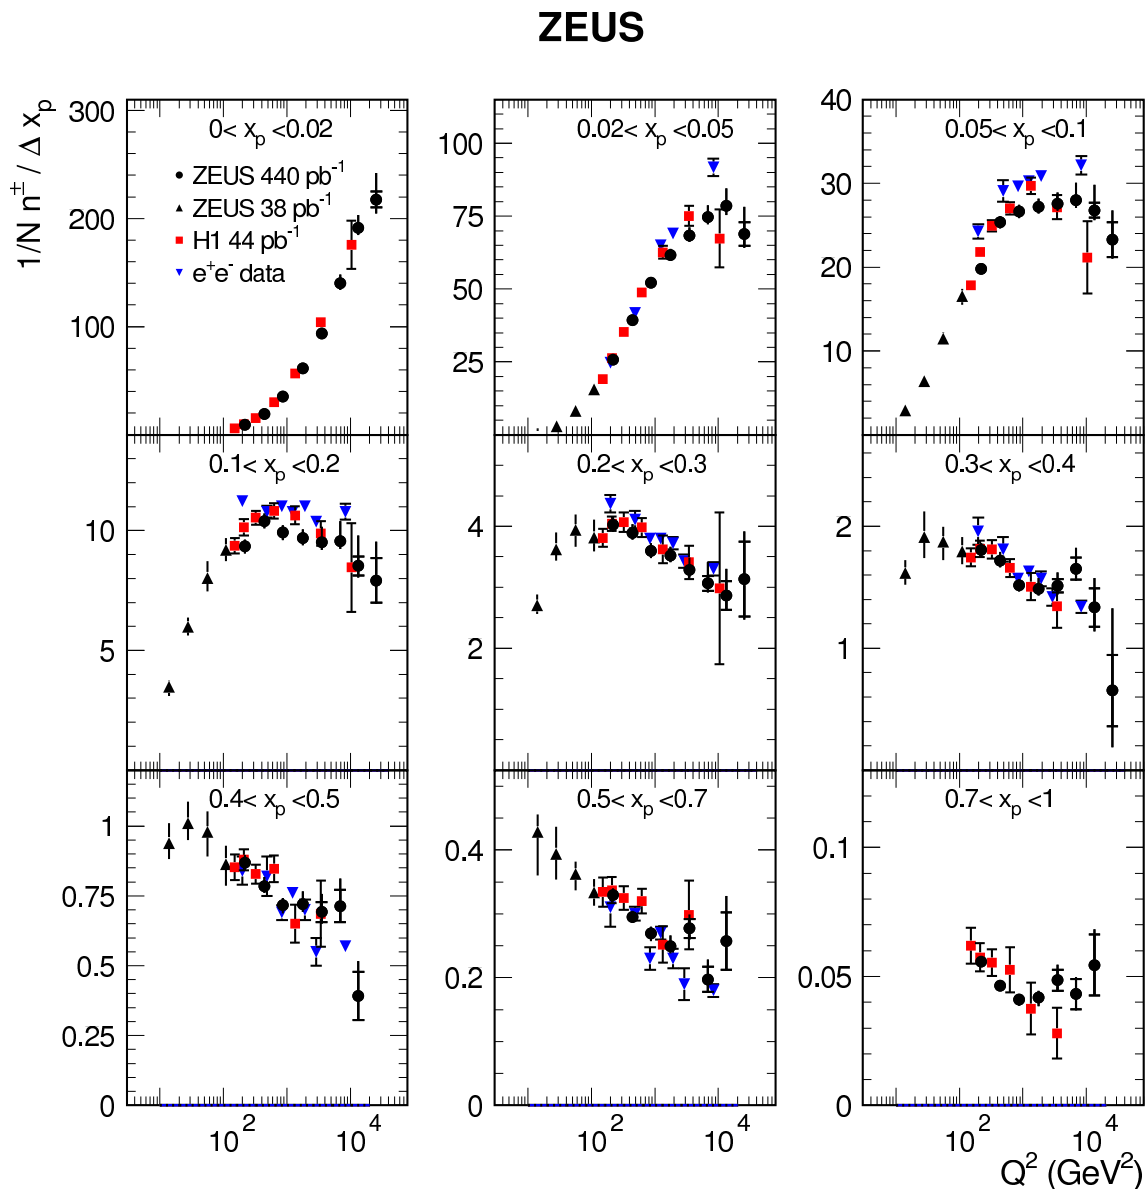 ZEUS
1/N n± / Δ xₚ
0< xₚ <0.02
0.02< xₚ <0.05
0.05< xₚ <0.1
ZEUS 440 pb⁻¹
ZEUS 38 pb⁻¹
H1 44 pb⁻¹
e⁺e⁻ data
300
200
100
100
75
50
25
40
30
20
10
0.1< xₚ <0.2
0.2< xₚ <0.3
0.3< xₚ <0.4
10
5
4
2
2
1
0.4< xₚ <0.5
0.5< xₚ <0.7
0.7< xₚ <1
1
0.75
0.5
0.25
0
0.4
0.2
0
0.1
0.05
0
10² 10⁴
10² 10⁴
10² 10⁴
Q² (GeV²)